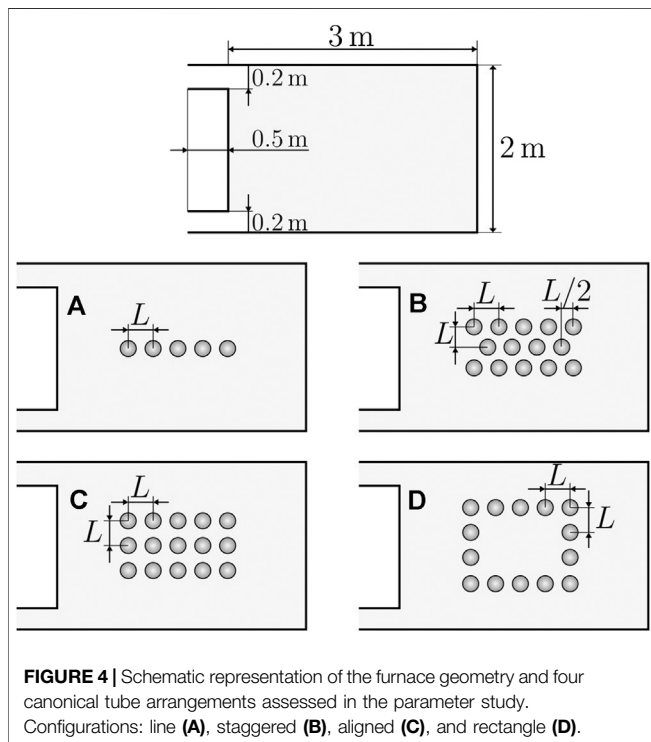 3 m
0.2 m
0.5 m
2 m
0.2 m
A
L
B
L
L/2
L
C
L
L
D
L
L
FIGURE 4 | Schematic representation of the furnace geometry and four
canonical tube arrangements assessed in the parameter study.
Configurations: line (A), staggered (B), aligned (C), and rectangle (D).